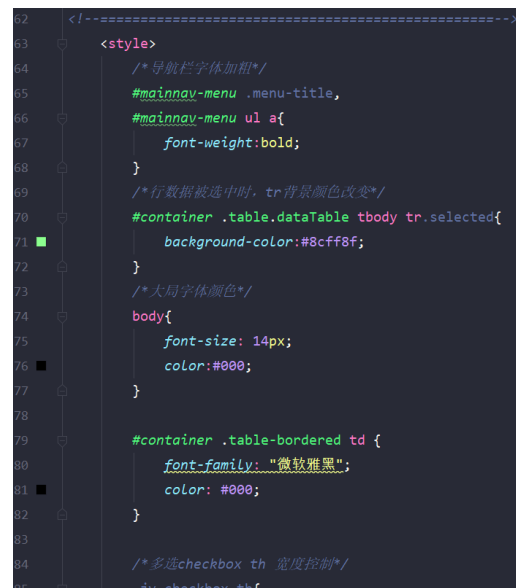 62 <!--==================================================-->
63 <style>
64 /*导航栏字体加粗*/
65 #mainnav-menu .menu-title,
66 #mainnav-menu ul a{
67 font-weight:bold;
68 }
69 /*行数据被选中时，tr背景颜色改变*/
70 #container .table.dataTable tbody tr.selected{
71 background-color:#8cff8f;
72 }
73 /*大局字体颜色*/
74 body{
75 font-size: 14px;
76 color:#000;
77 }
78
79 #container .table-bordered td {
80 font-family: "微软雅黑";
81 color: #000;
82 }
83
84 /*多选checkbox th 宽度控制*/
85